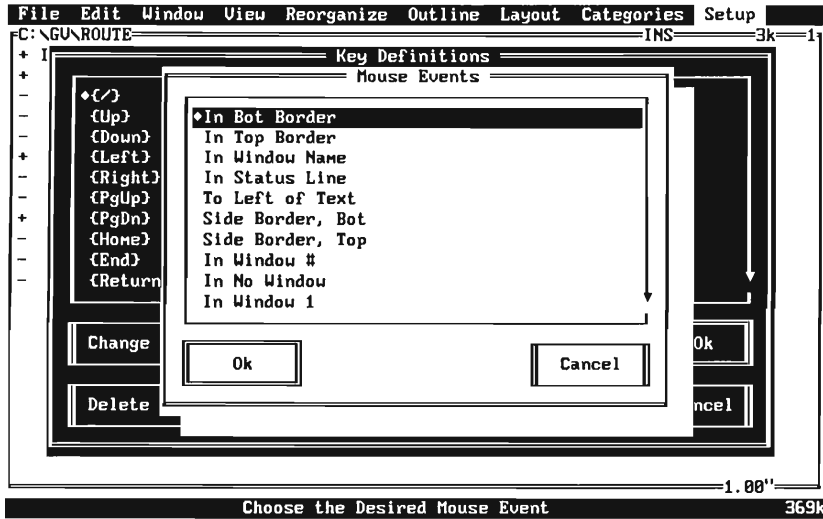 File Edit Window View Reorganize Outline Layout Categories Setup
C:\GV\ROUTE INS 3k 1
+ I Key Definitions
+ Mouse Events
- ♦{/}
- {Up} ♦In Bot Border
- {Down} In Top Border
+ {Left} In Window Name
- {Right} In Status Line
- {PgUp} To Left of Text
+ {PgDn} Side Border, Bot
- {Home} Side Border, Top
- {End} In Window #
- {Return In No Window
In Window 1
Change Ok
Ok Cancel
Delete ncel
1.00"
Choose the Desired Mouse Event 369k